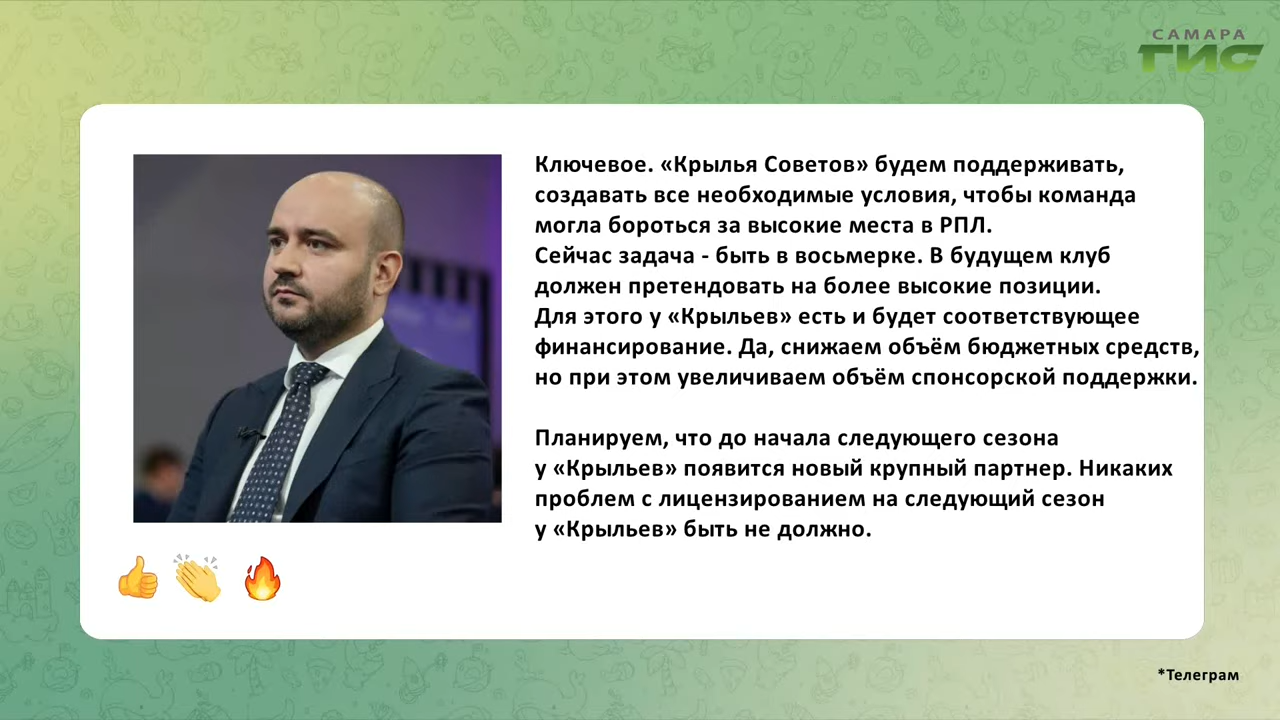 САМАРА
ГИС
Ключевое. «Крылья Советов» будем поддерживать,
создавать все необходимые условия, чтобы команда
могла бороться за высокие места в РПЛ.
Сейчас задача - быть в восьмерке. В будущем клуб
должен претендовать на более высокие позиции.
Для этого у «Крыльев» есть и будет соответствующее
финансирование. Да, снижаем объём бюджетных средств,
но при этом увеличиваем объём спонсорской поддержки.
Планируем, что до начала следующего сезона
у «Крыльев» появится новый крупный партнер. Никаких
проблем с лицензированием на следующий сезон
у «Крыльев» быть не должно.
*Телеграм